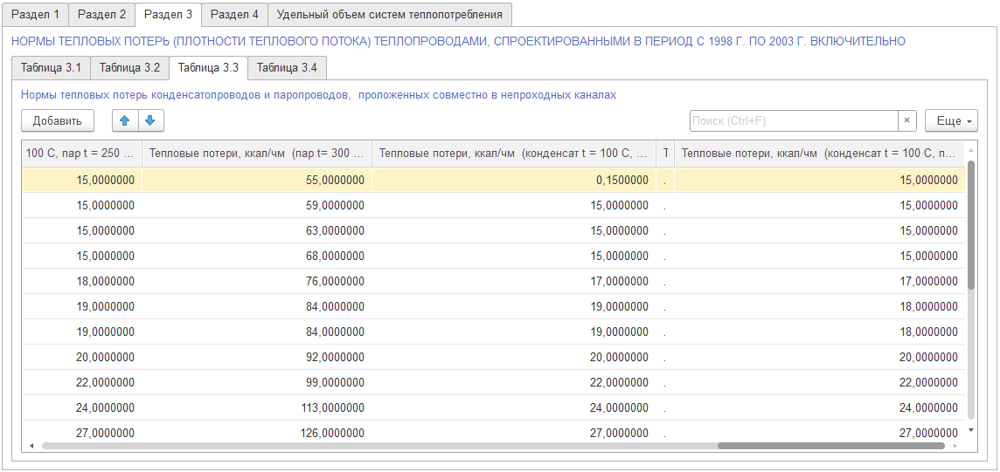 Раздел 1 Раздел 2 Раздел 3 Раздел 4 Удельный объем систем теплопотребления
НОРМЫ ТЕПЛОВЫХ ПОТЕРЬ (ПЛОТНОСТИ ТЕПЛОВОГО ПОТОКА) ТЕПЛОПРОВОДАМИ, СПРОЕКТИРОВАННЫМИ В ПЕРИОД С 1998 Г. ПО 2003 Г. ВКЛЮЧИТЕЛЬНО
Таблица 3.1 Таблица 3.2 Таблица 3.3 Таблица 3.4
Нормы тепловых потерь конденсатопроводов и паропроводов, проложенных совместно в непроходных каналах
Добавить Поиск (Ctrl+F) × Еще
100 С, пар t = 250 ... Тепловые потери, ккал/чм (пар t= 300 ... Тепловые потери, ккал/чм (конденсат t = 100 С, ... Т Тепловые потери, ккал/чм (конденсат t = 100 С, п...
15,0000000 55,0000000 0,1500000 . 15,0000000
15,0000000 59,0000000 15,0000000 . 15,0000000
15,0000000 63,0000000 15,0000000 . 15,0000000
15,0000000 68,0000000 15,0000000 . 15,0000000
18,0000000 76,0000000 17,0000000 . 17,0000000
19,0000000 84,0000000 19,0000000 . 18,0000000
19,0000000 84,0000000 19,0000000 . 18,0000000
20,0000000 92,0000000 20,0000000 . 20,0000000
22,0000000 99,0000000 22,0000000 . 22,0000000
24,0000000 113,0000000 24,0000000 . 24,0000000
27,0000000 126,0000000 27,0000000 . 27,0000000